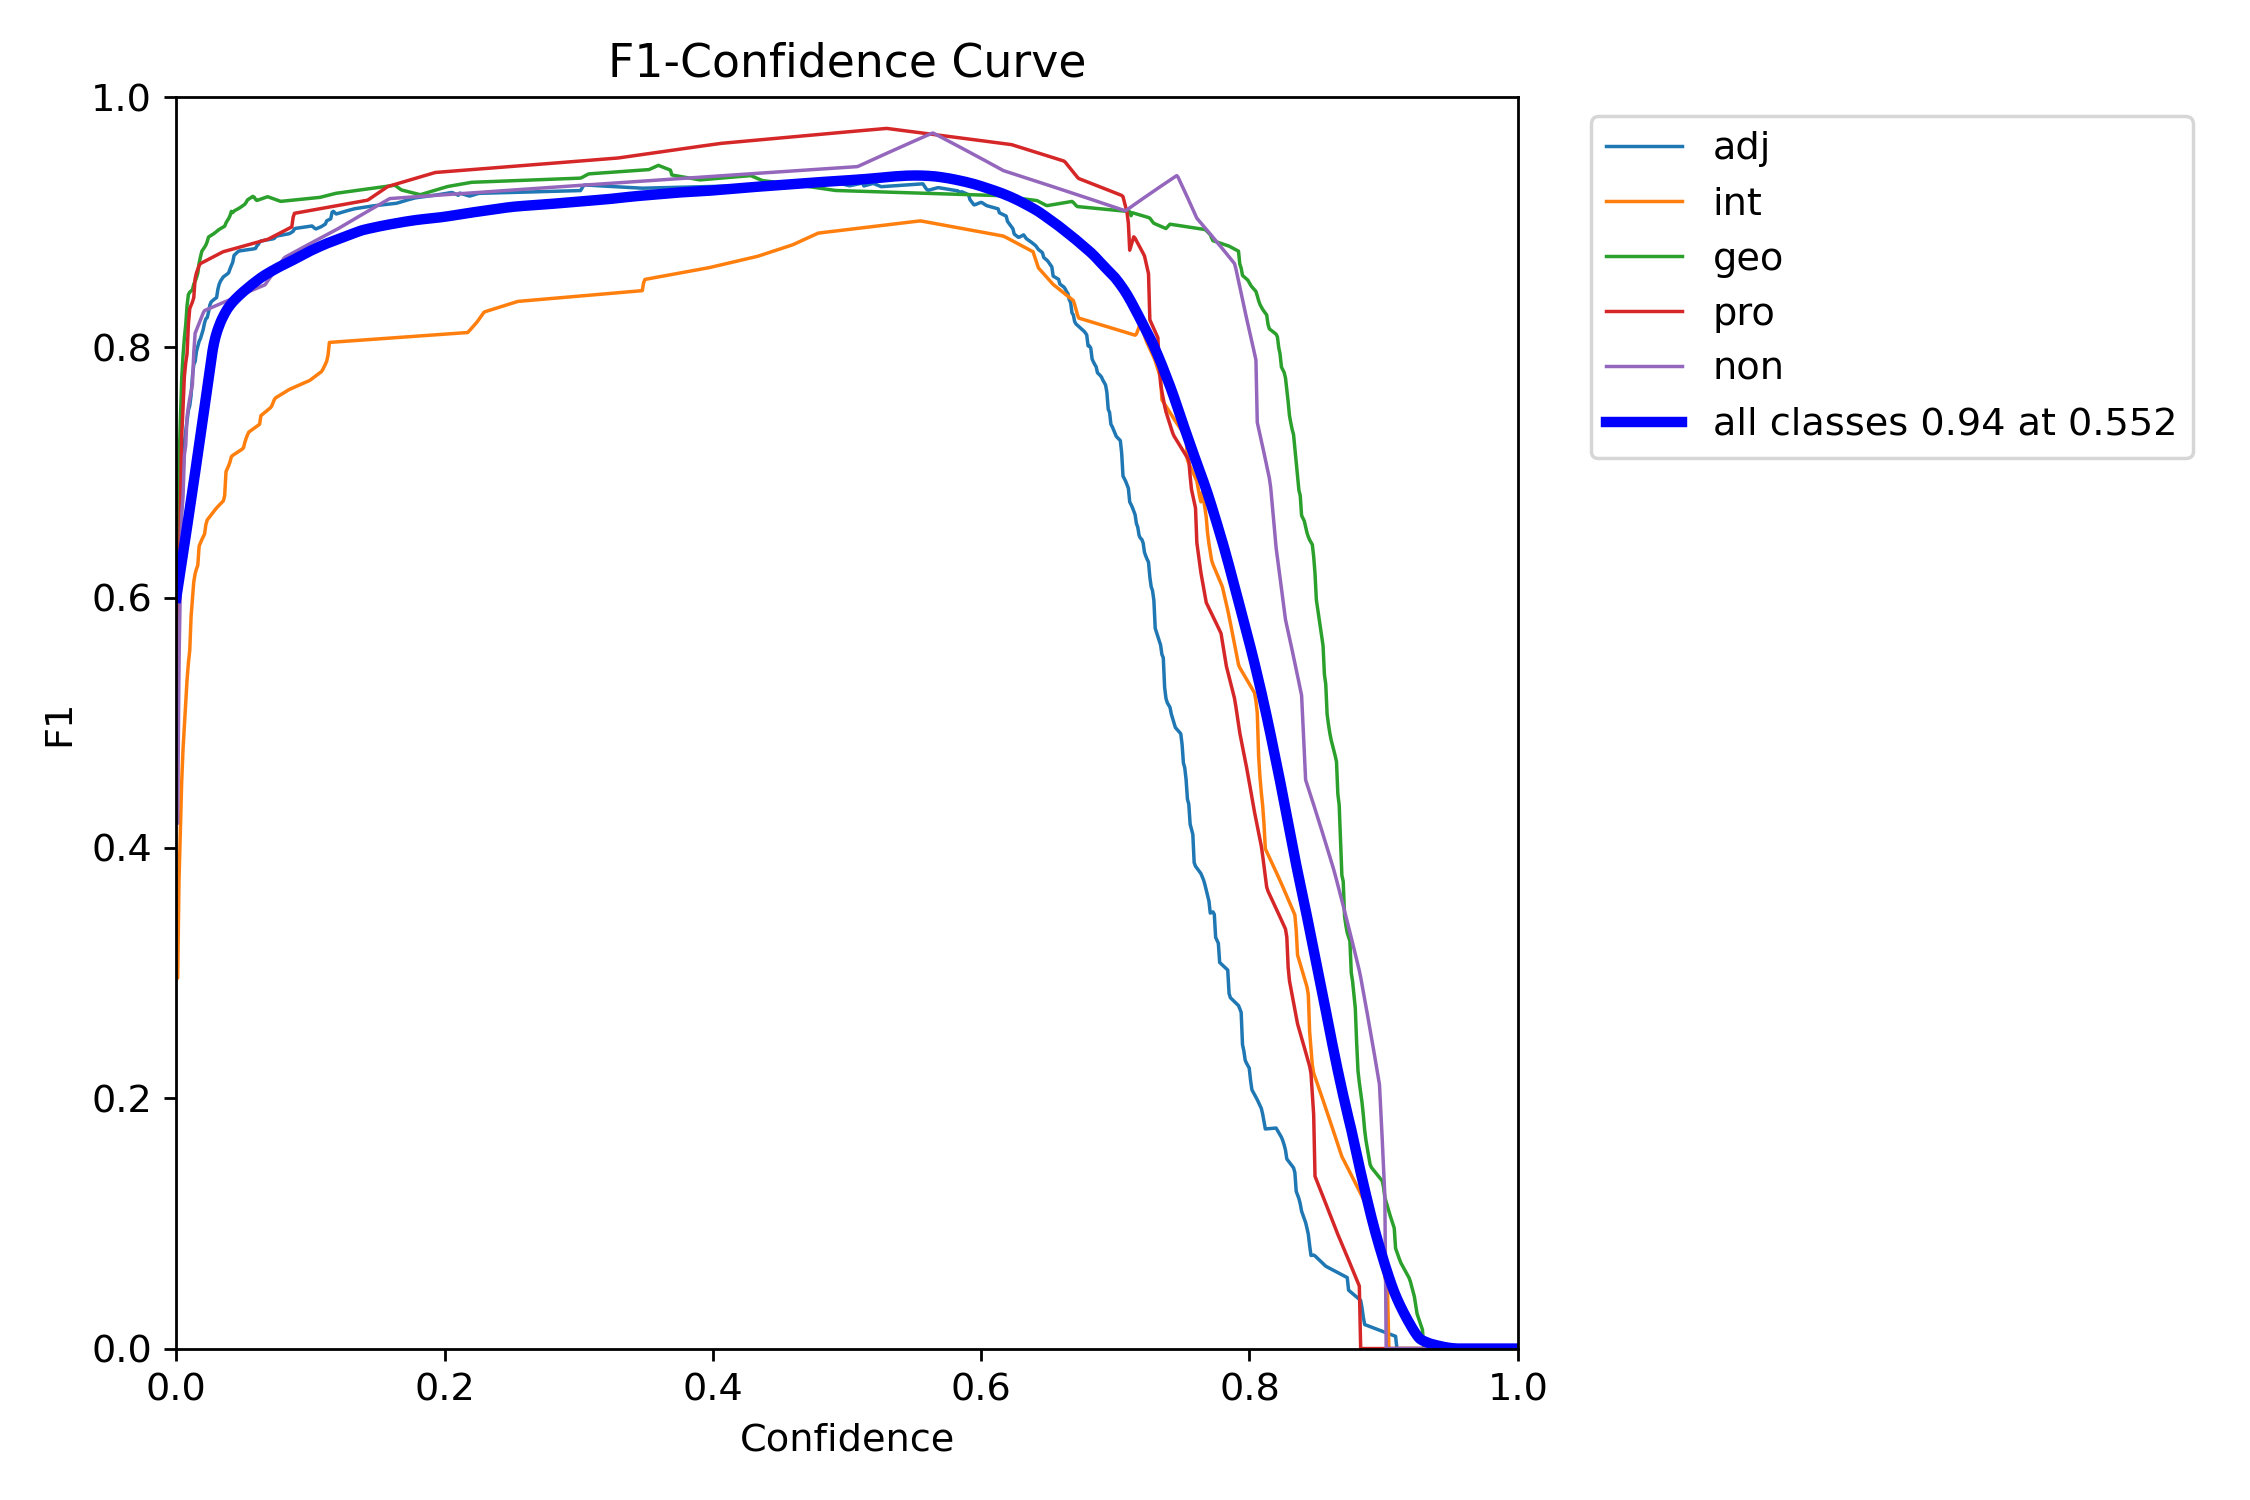 F1-Confidence Curve
1.0
0.8
0.6
0.4
0.2
0.0
F1
0.0 0.2 0.4 0.6 0.8 1.0
Confidence
adj
int
geo
pro
non
all classes 0.94 at 0.552